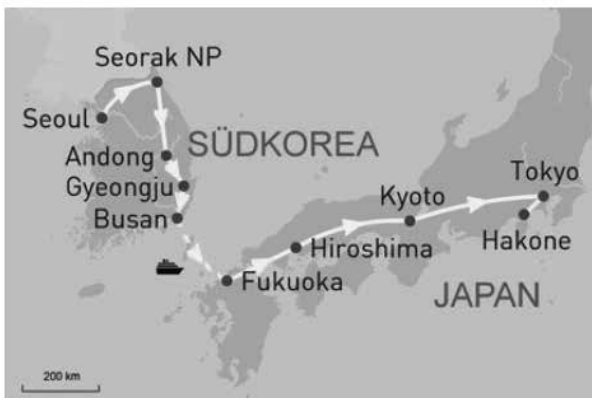 Seorak NP
Seoul
Andong
SÜDKOREA
Gyeongju
Busan
Tokyo
Kyoto
Hakone
Hiroshima
Fukuoka
JAPAN
200 km